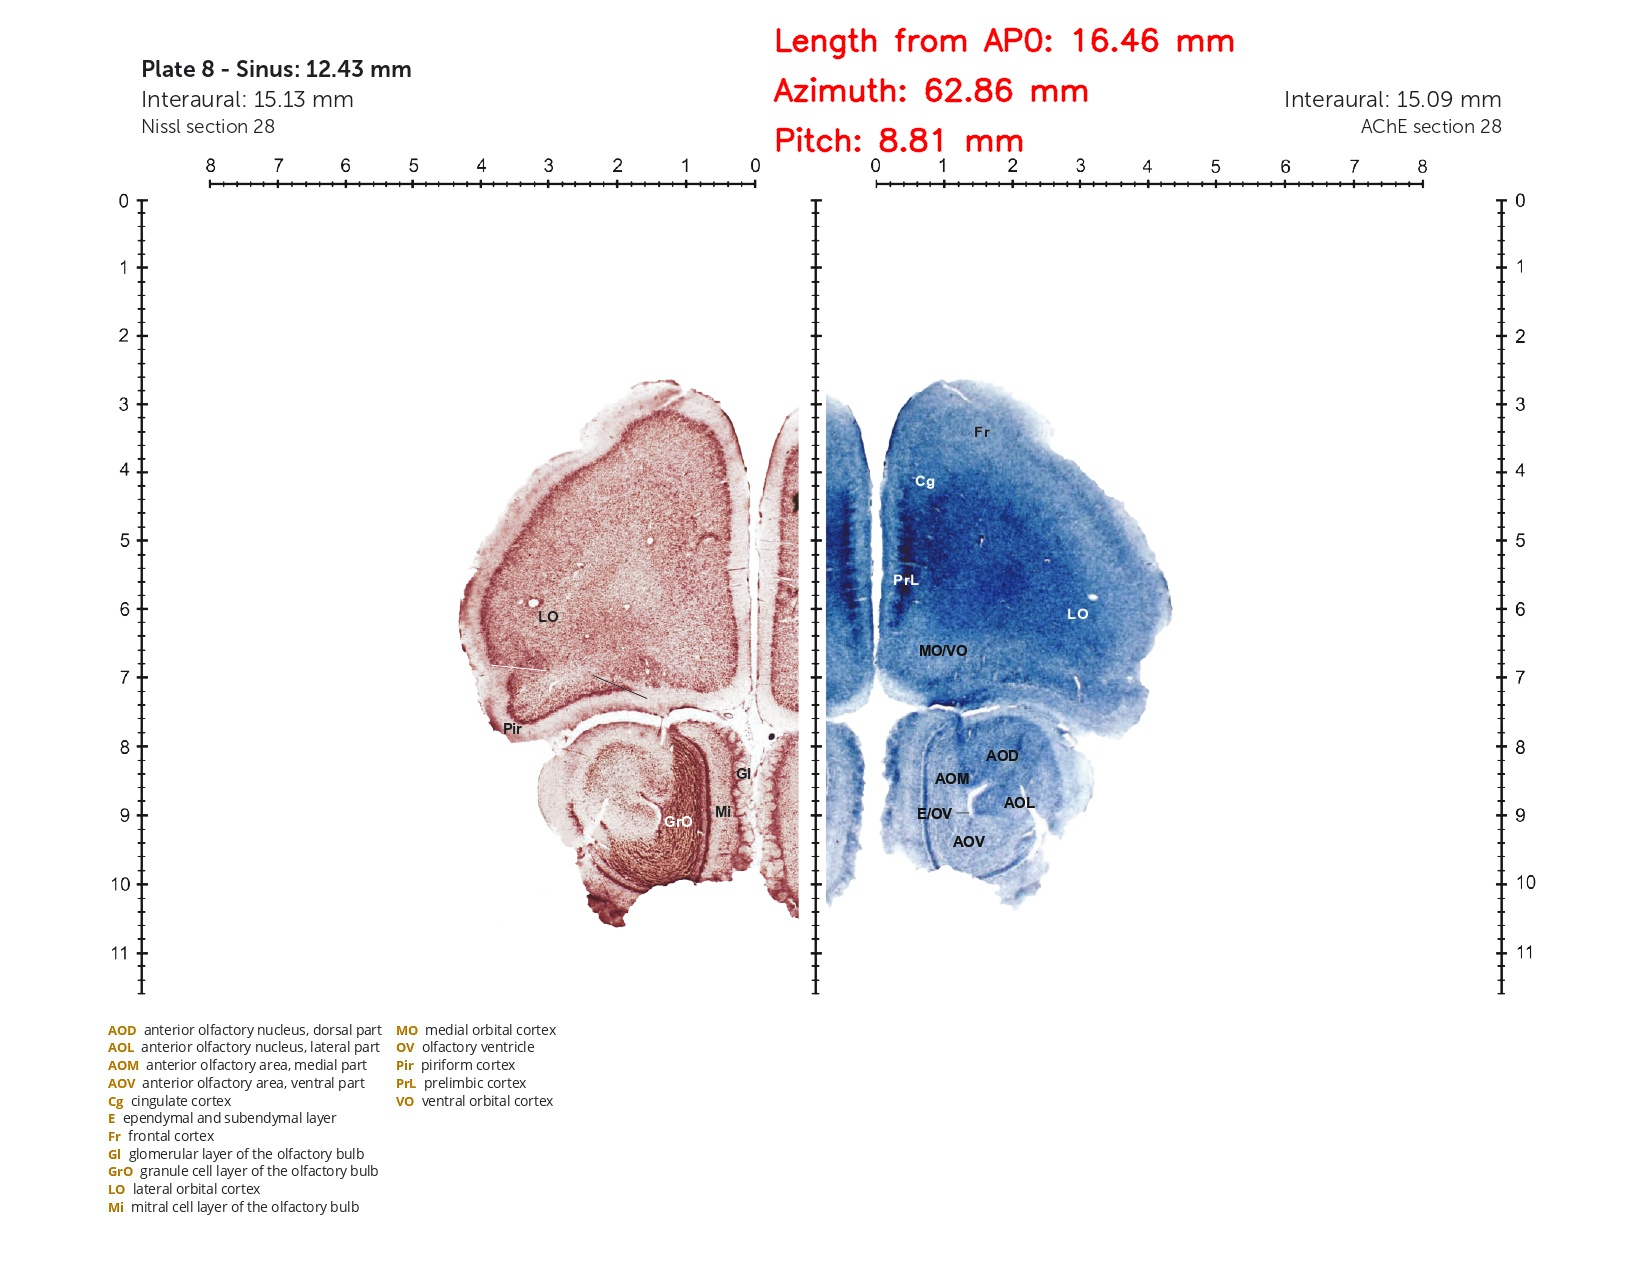 Length from AP0: 16.46 mm
Plate 8 - Sinus: 12.43 mm
Azimuth: 62.86 mm
Interaural: 15.13 mm
Interaural: 15.09 mm
Nissl section 28
AChE section 28
Pitch: 8.81 mm
8 7 6 5 4 3 2 1 0
0 1 2 3 4 5 6 7 8
0 0
1 1
2 2
3 3
Fr
4 4
Cg
5 5
PrL
6 6
LO LO
MO/VO
7 7
Pir
8 8
AOD
Gl AOM
AOL
9 9
Mi E/OV
GrO
AOV
10 10
11 11
AOD anterior olfactory nucleus, dorsal part
AOL anterior olfactory nucleus, lateral part
AOM anterior olfactory area, medial part
AOV anterior olfactory area, ventral part
Cg cingulate cortex
E ependymal and subendymal layer
Fr frontal cortex
Gl glomerular layer of the olfactory bulb
GrO granule cell layer of the olfactory bulb
LO lateral orbital cortex
Mi mitral cell layer of the olfactory bulb
MO medial orbital cortex
OV olfactory ventricle
Pir piriform cortex
PrL prelimbic cortex
VO ventral orbital cortex